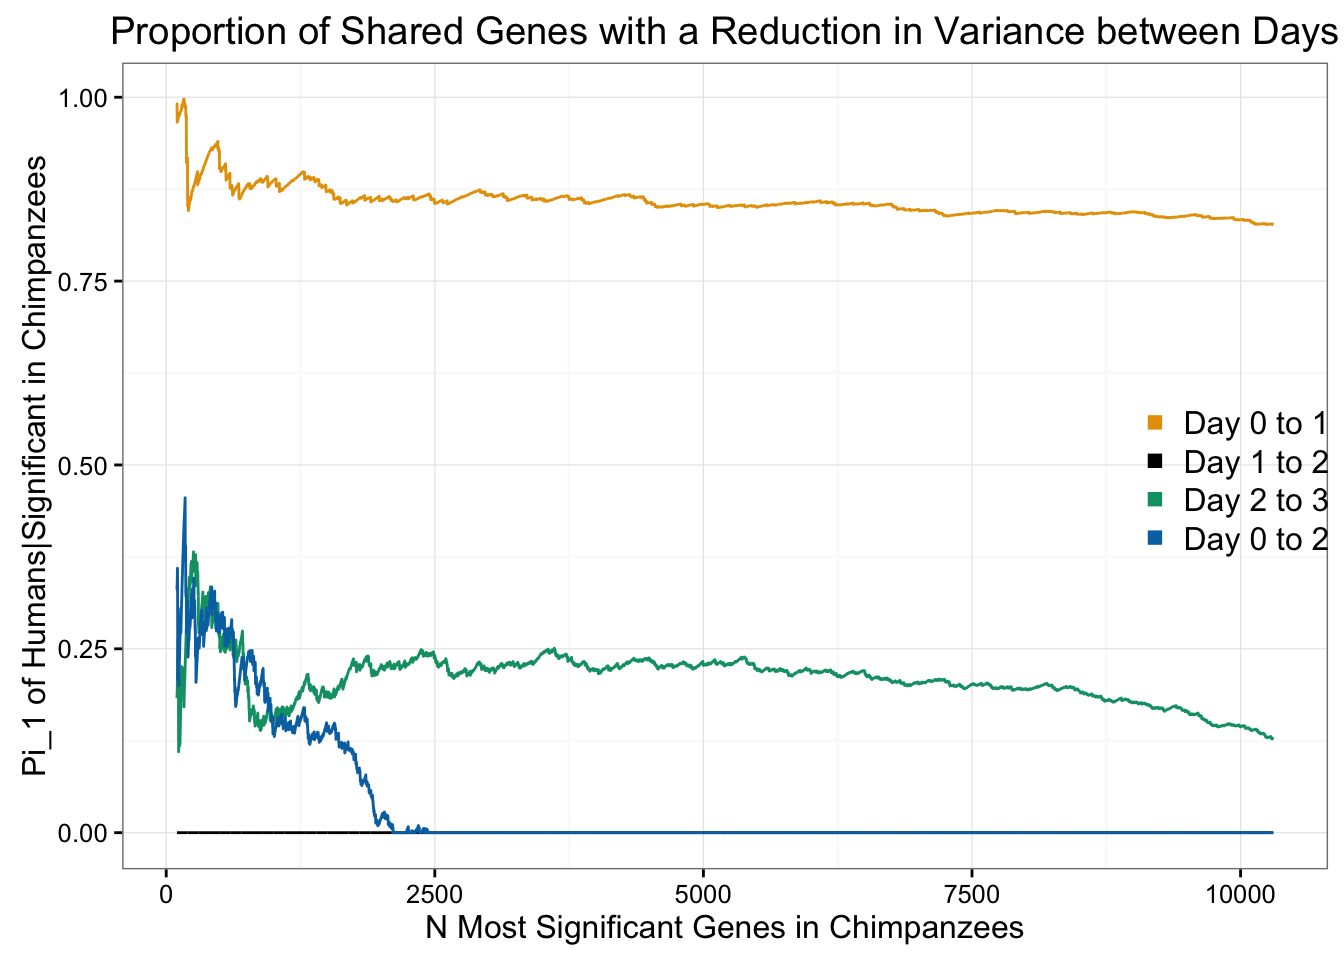 Proportion of Shared Genes with a Reduction in Variance between Days
Pi_1 of Humans|Significant in Chimpanzees
1.00
0.75
0.50
0.25
0.00
Day 0 to 1
Day 1 to 2
Day 2 to 3
Day 0 to 2
0 2500 5000 7500 10000
N Most Significant Genes in Chimpanzees